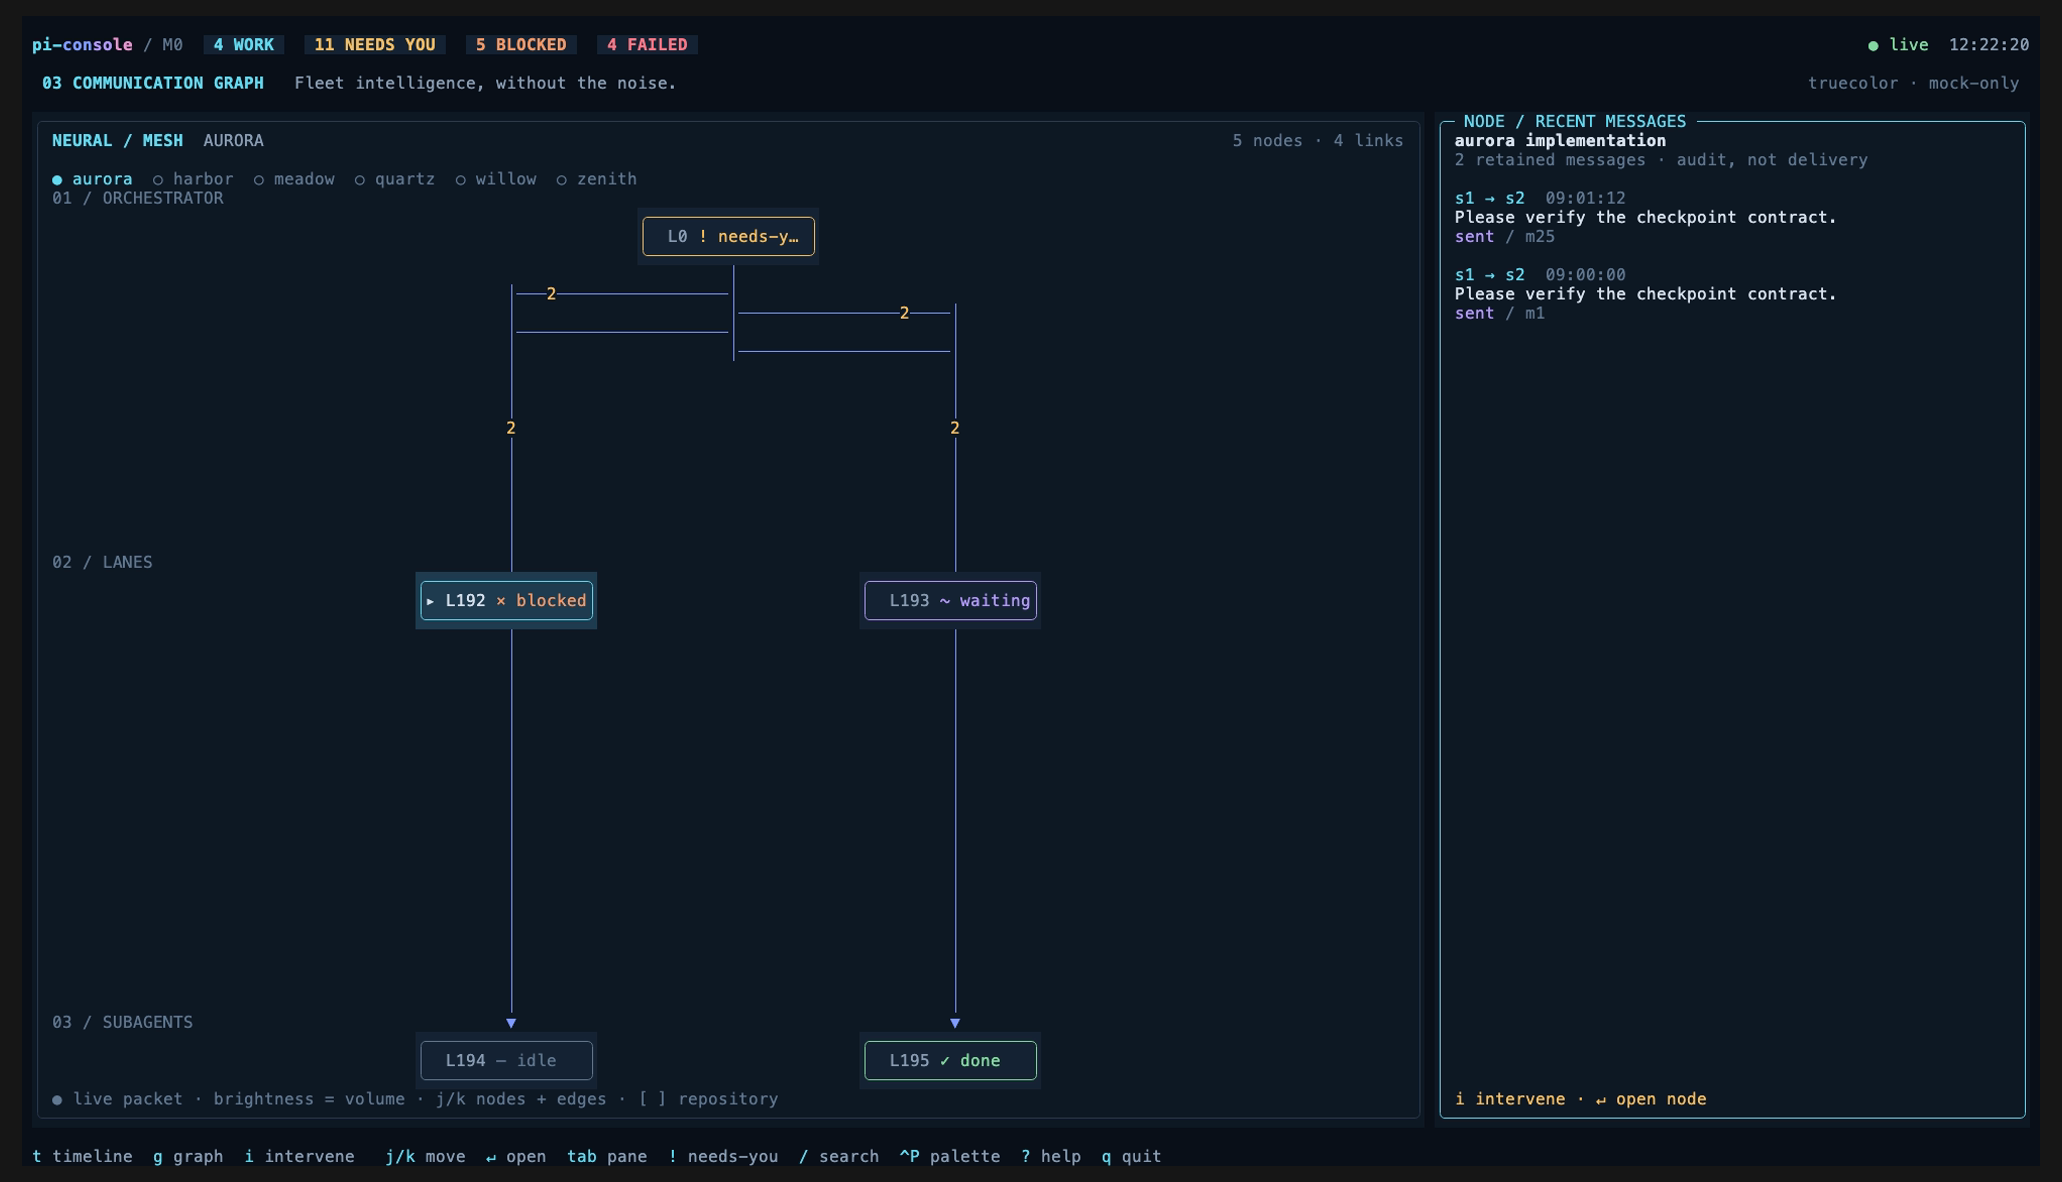 pi-console / M0 4 WORK 11 NEEDS YOU 5 BLOCKED 4 FAILED ● live 12:22:20
03 COMMUNICATION GRAPH Fleet intelligence, without the noise. truecolor · mock-only
NEURAL / MESH AURORA 5 nodes · 4 links
● aurora ○ harbor ○ meadow ○ quartz ○ willow ○ zenith
01 / ORCHESTRATOR
L0 ! needs-y…
2
2
2 2
02 / LANES
▸ L192 × blocked L193 ~ waiting
03 / SUBAGENTS ▼ ▼
L194 — idle L195 ✓ done
● live packet · brightness = volume · j/k nodes + edges · [ ] repository
NODE / RECENT MESSAGES
aurora implementation
2 retained messages · audit, not delivery
s1 → s2 09:01:12
Please verify the checkpoint contract.
sent / m25
s1 → s2 09:00:00
Please verify the checkpoint contract.
sent / m1
i intervene · ↵ open node
t timeline g graph i intervene j/k move ↵ open tab pane ! needs-you / search ^P palette ? help q quit